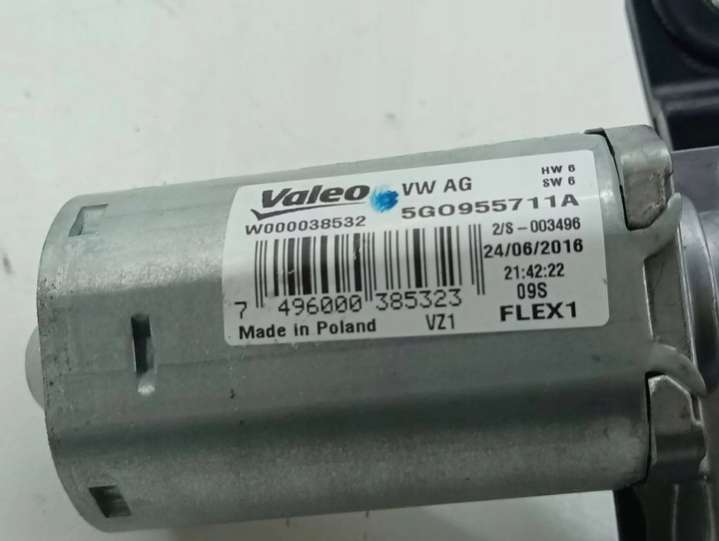 Valeo VW AG HW 6
SW 6
W000038532 5G0955711A
2/S - 003496
24/06/2016
21:42:22
7 496000 385323 09S
Made in Poland VZ1 FLEX1